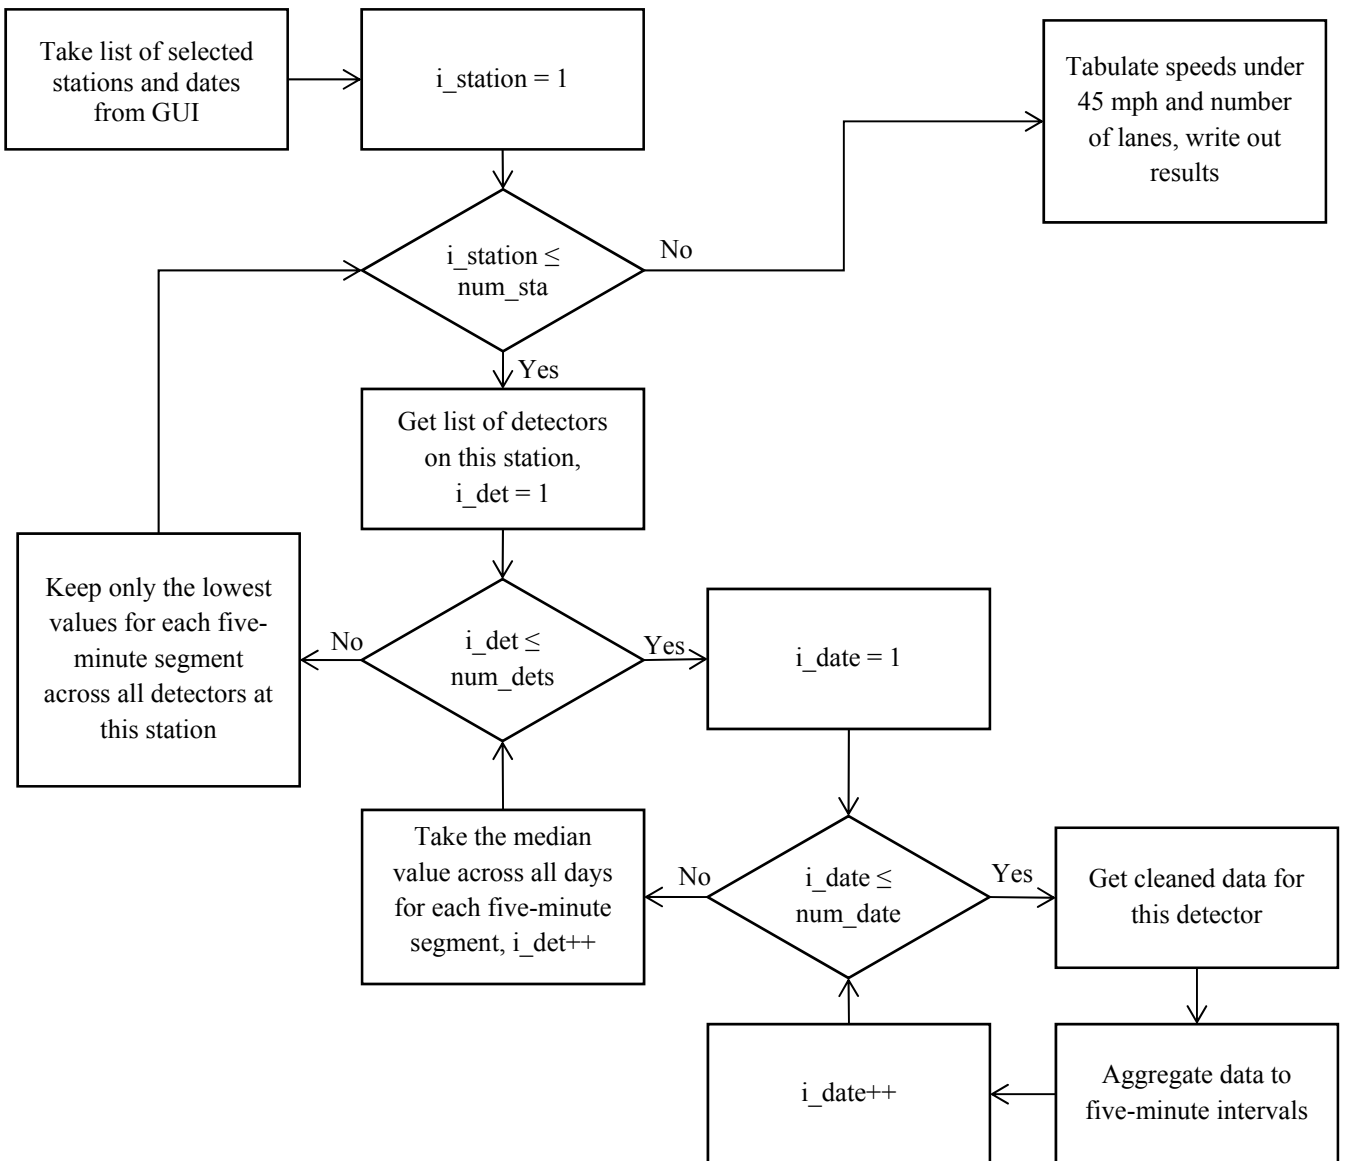 Take list of selected
stations and dates
from GUI
i_station = 1
Tabulate speeds under
45 mph and number
of lanes, write out
results
i_station ≤
num_sta
No
Yes
Get list of detectors
on this station,
i_det = 1
Keep only the lowest
values for each five-
minute segment
across all detectors at
this station
No
i_det ≤
num_dets
Yes
i_date = 1
Take the median
value across all days
for each five-minute
segment, i_det++
No
i_date ≤
num_date
Yes
Get cleaned data for
this detector
i_date++
Aggregate data to
five-minute intervals